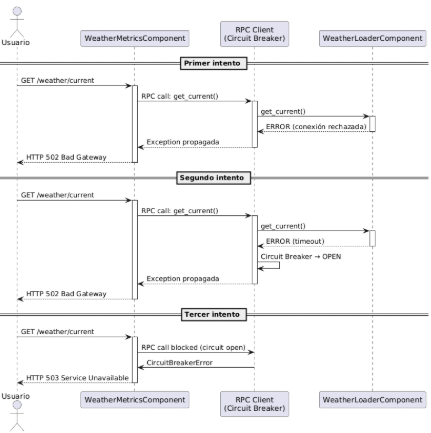 Usuario
WeatherMetricsComponent
RPC Client
(Circuit Breaker)
WeatherLoaderComponent
Primer intento
GET /weather/current
RPC call: get_current()
get_current()
ERROR (conexión rechazada)
Exception propagada
HTTP 502 Bad Gateway
Segundo intento
GET /weather/current
RPC call: get_current()
get_current()
ERROR (timeout)
Circuit Breaker → OPEN
Exception propagada
HTTP 502 Bad Gateway
Tercer intento
GET /weather/current
RPC call blocked (circuit open)
CircuitBreakerError
HTTP 503 Service Unavailable
Usuario
WeatherMetricsComponent
RPC Client
(Circuit Breaker)
WeatherLoaderComponent